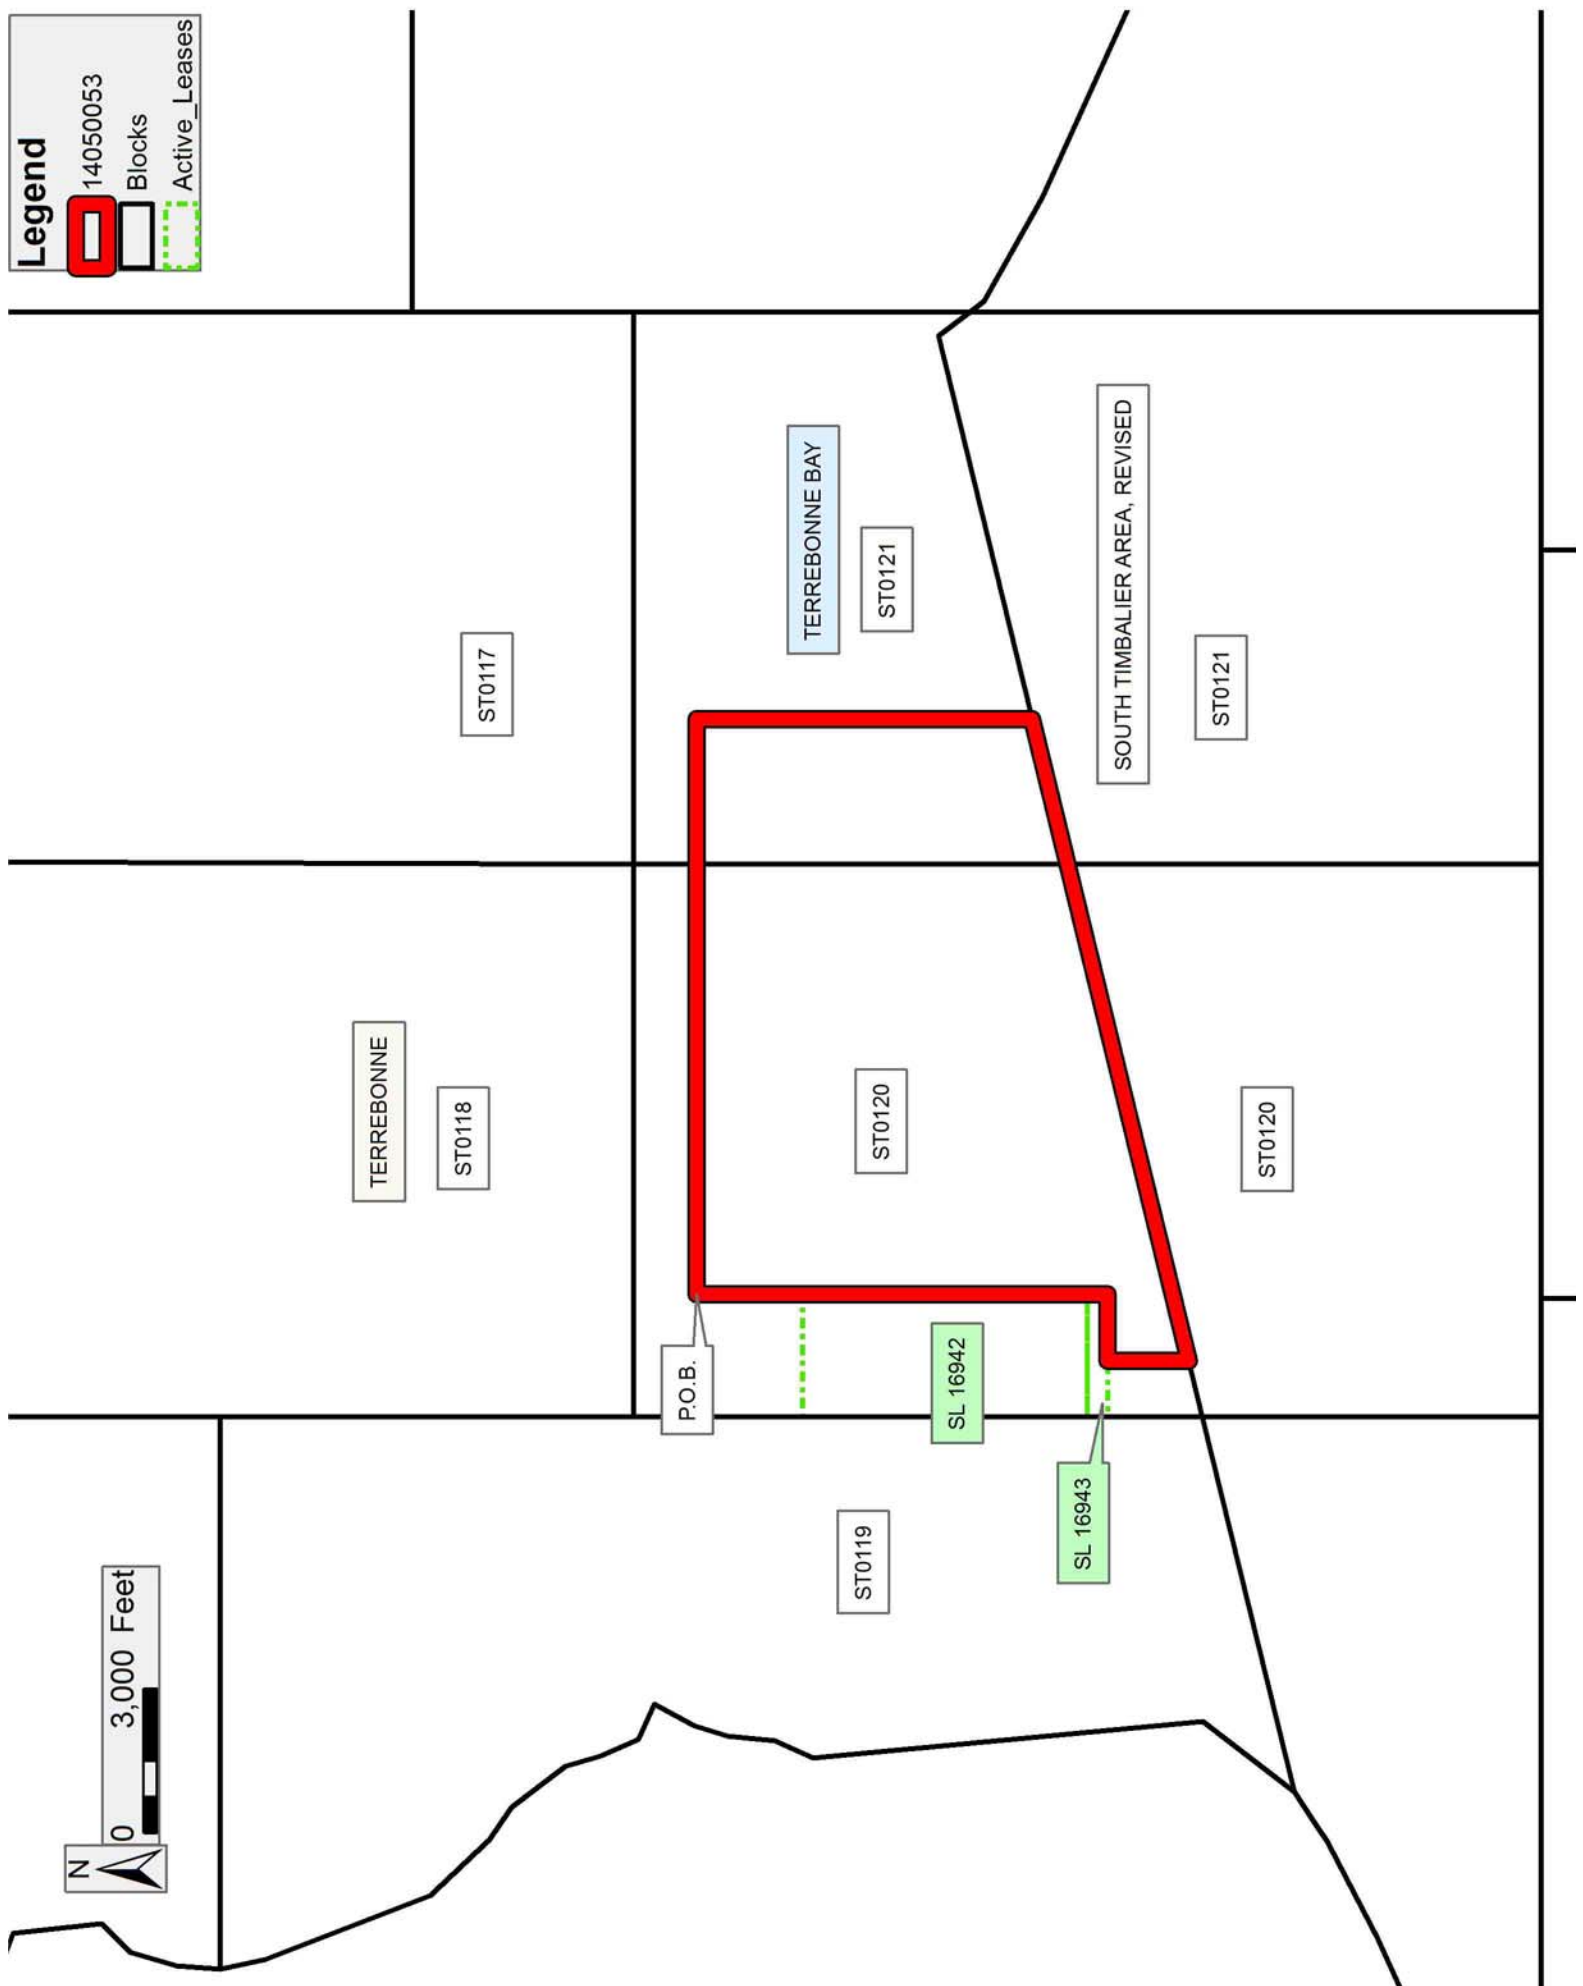 N
0 3,000 Feet
Legend
14050053
Blocks
Active_Leases
TERREBONNE
ST0118
ST0117
P.O.B.
TERREBONNE BAY
ST0119
SL 16942
ST0120
ST0121
SL 16943
SOUTH TIMBALIER AREA, REVISED
ST0120
ST0121